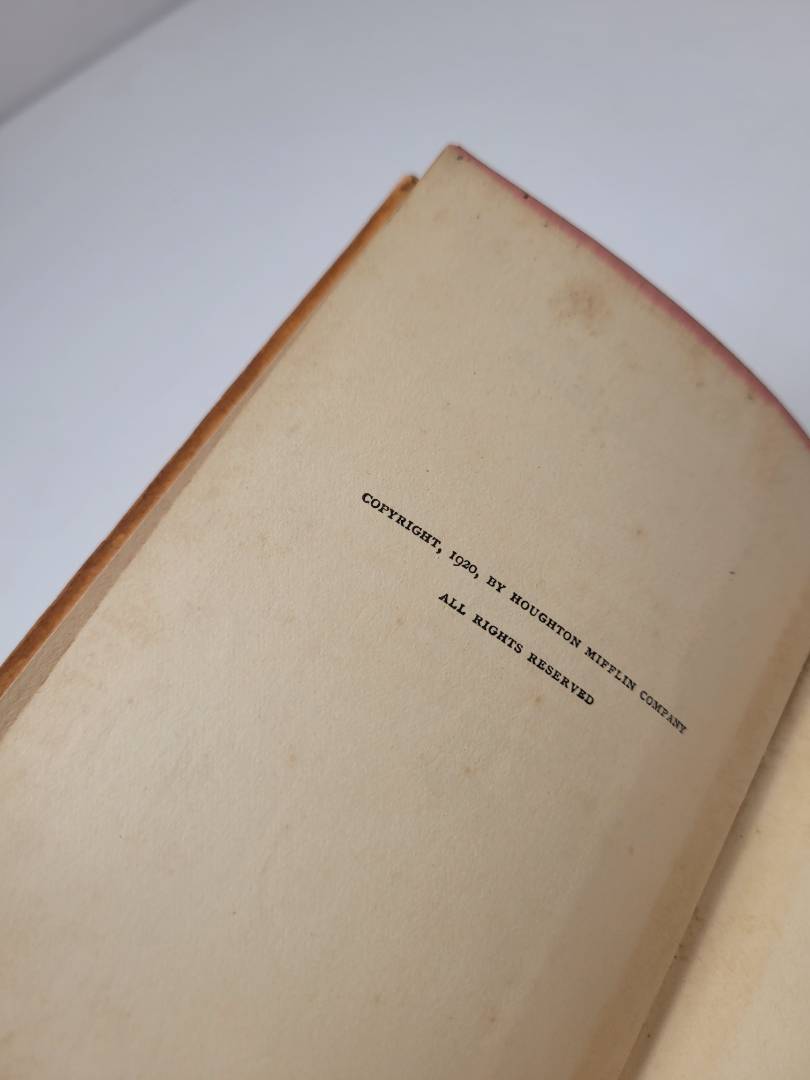 COPYRIGHT, 1920, BY HOUGHTON MIFFLIN COMPANY
ALL RIGHTS RESERVED